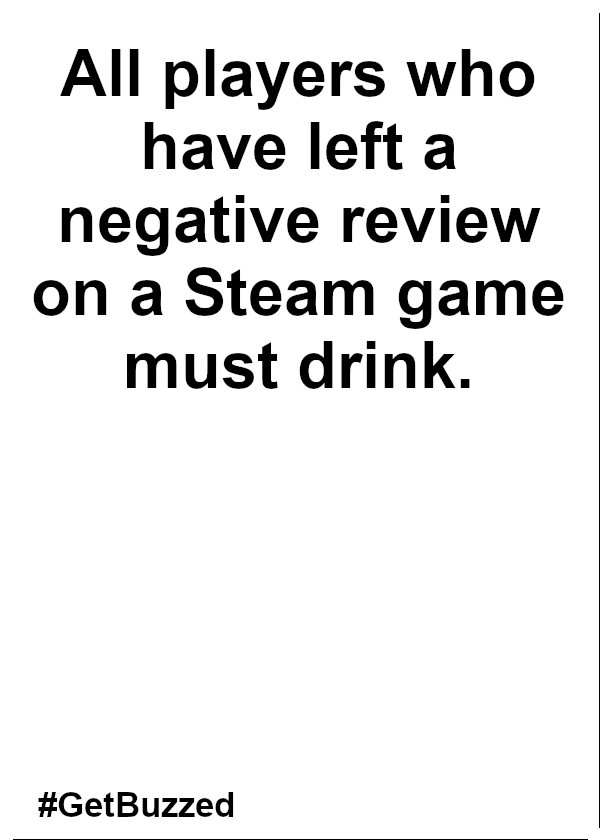 All players who
have left a
negative review
on a Steam game
must drink.
#GetBuzzed